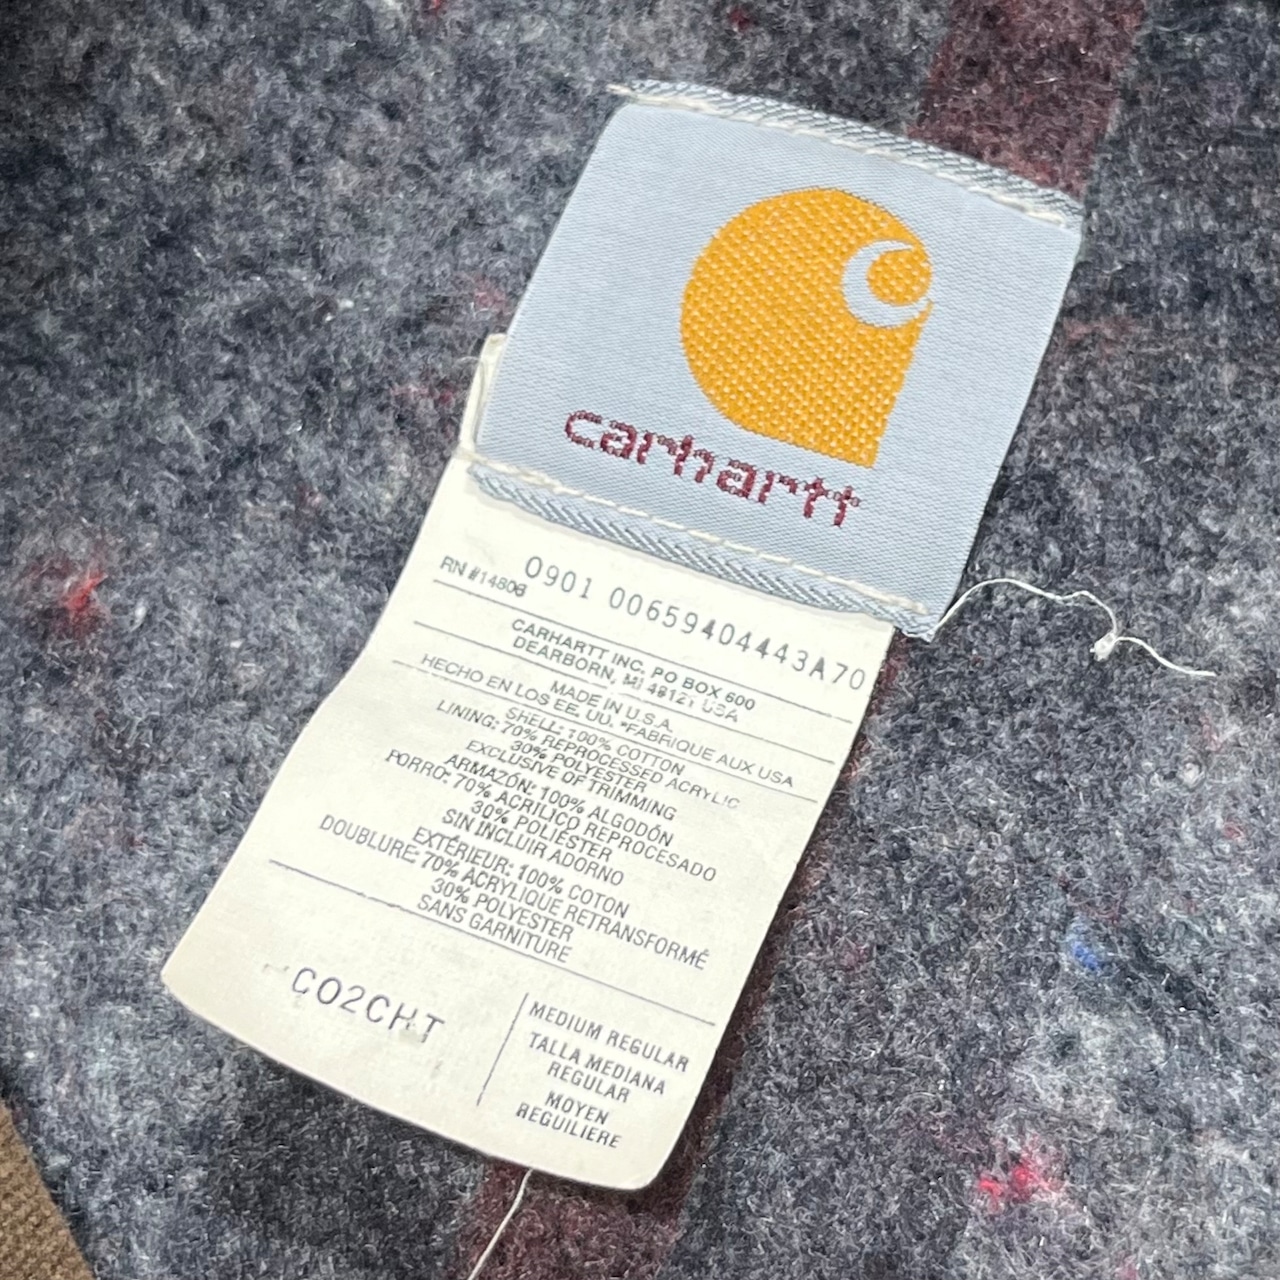 carhartt
0901 00659404443A70
RN #14806
CARHARTT INC, PO BOX 600
DEARBORN, MI 48121 USA
MADE IN U.S.A.
HECHO EN LOS EE. UU. *FABRIQUE AUX USA
SHELL: 100% COTTON
LINING: 70% REPROCESSED ACRYLIC
30% POLYESTER
EXCLUSIVE OF TRIMMING
ARMAZÓN: 100% ALGODÓN
FORRO: 70% ACRILICO REPROCESADO
30% POLIÉSTER
SIN INCLUIR ADORNO
EXTÉRIEUR: 100% COTON
DOUBLURE: 70% ACRYLIQUE RETRANSFORMÉ
30% POLYESTER
SANS GARNITURE
C02CHT
MEDIUM REGULAR
TALLA MEDIANA
REGULAR
MOYEN
REGUILIERE